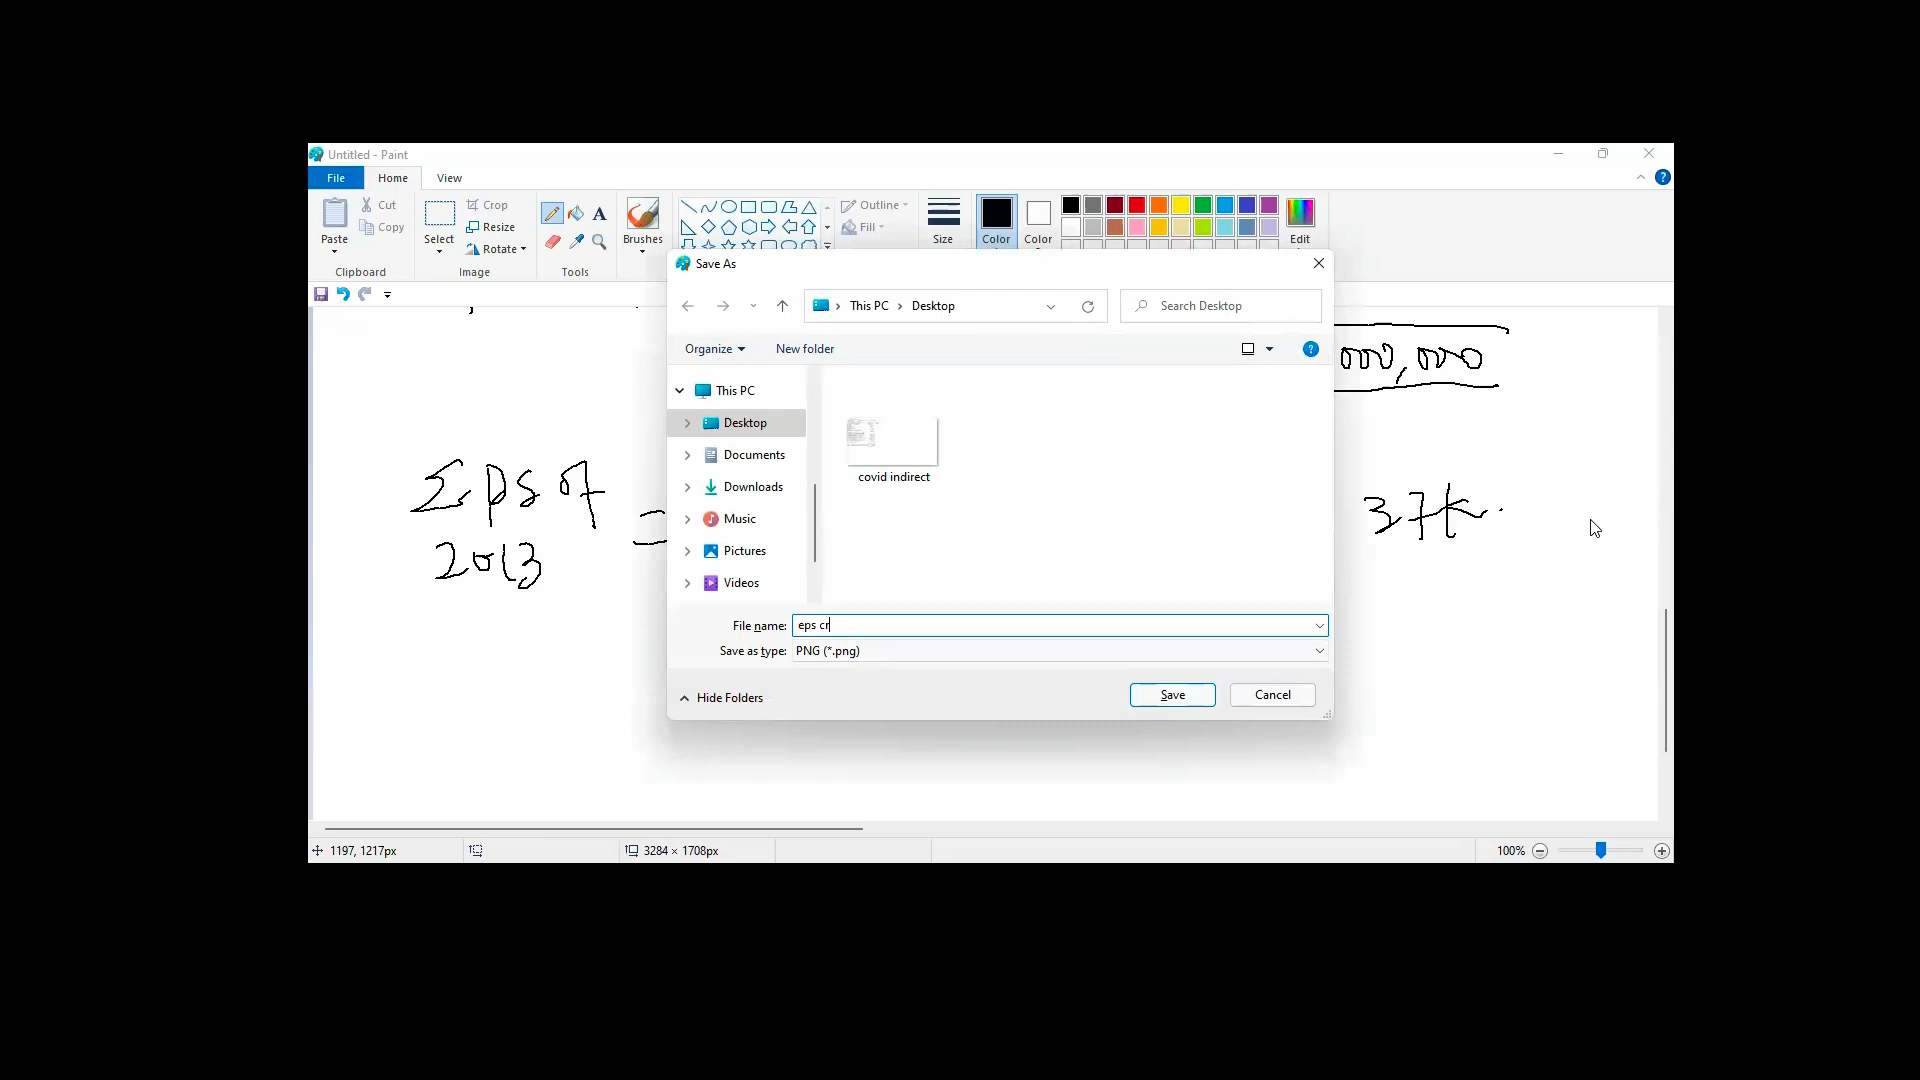 Untitled - Paint
File
Home
View
Paste
Cut
Copy
Clipboard
Select
Crop
Resize
Rotate
Image
Tools
Brushes
Outline
Fill
Size
Color
Color
Edit
Save As
This PC
Desktop
Search Desktop
Organize
New folder
This PC
Desktop
Documents
Downloads
Music
Pictures
Videos
covid indirect
File name: eps cr
Save as type: PNG (*.png)
Hide Folders
Save
Cancel
000,000
eps of
2013
=
37k.
1197, 1217px
3284 × 1708px
100%